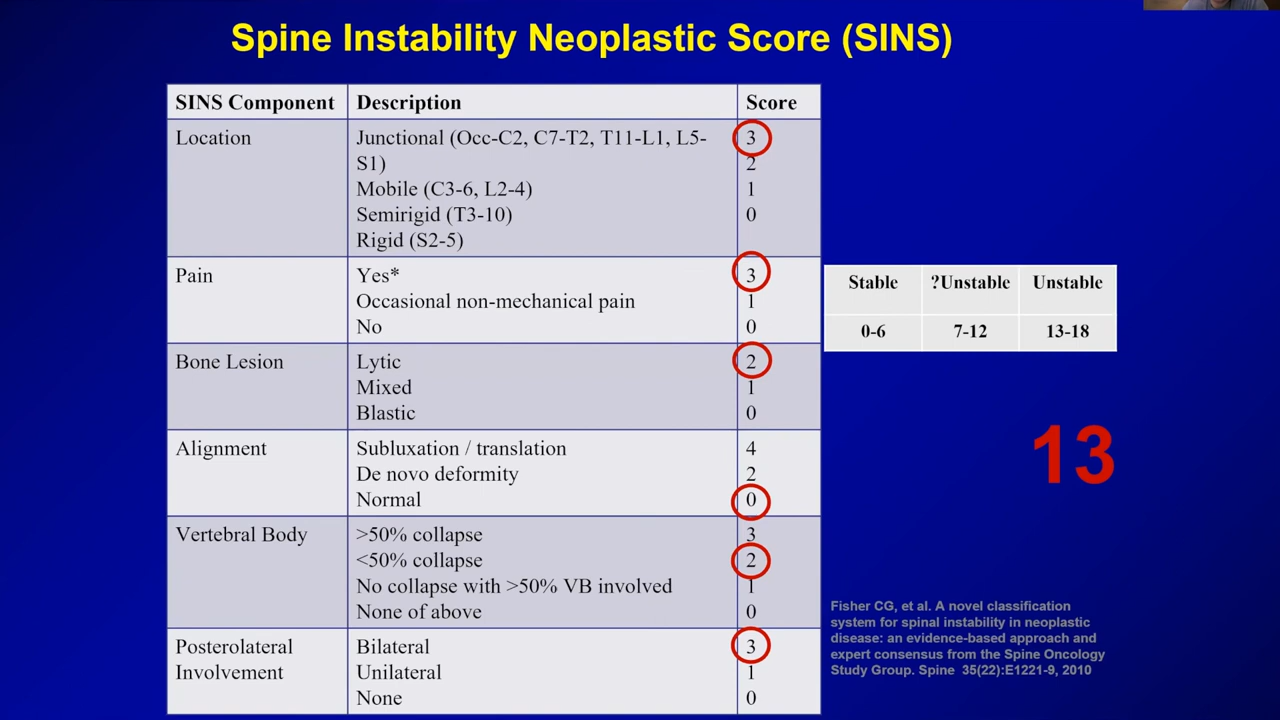 Spine Instability Neoplastic Score (SINS)
SINS Component Description Score
Location Junctional (Occ-C2, C7-T2, T11-L1, L5- 3
S1) 2
Mobile (C3-6, L2-4) 1
Semirigid (T3-10) 0
Rigid (S2-5)
Pain Yes* 3
Occasional non-mechanical pain 1
No 0
Bone Lesion Lytic 2
Mixed 1
Blastic 0
Alignment Subluxation / translation 4
De novo deformity 2
Normal 0
Vertebral Body >50% collapse 3
<50% collapse 2
No collapse with >50% VB involved 1
None of above 0
Posterolateral Bilateral 3
Involvement Unilateral 1
None 0
Stable ?Unstable Unstable
0-6 7-12 13-18
13
Fisher CG, et al. A novel classification
system for spinal instability in neoplastic
disease: an evidence-based approach and
expert consensus from the Spine Oncology
Study Group. Spine 35(22):E1221-9, 2010